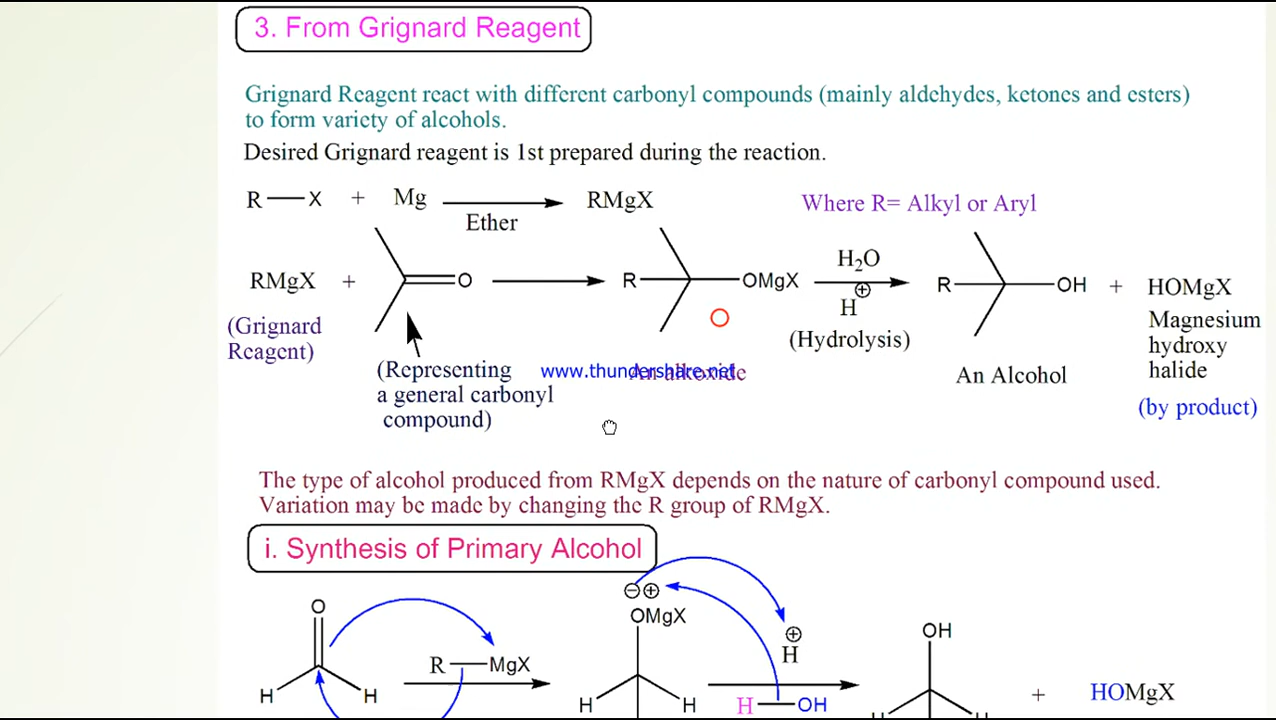 3. From Grignard Reagent
Grignard Reagent react with different carbonyl compounds (mainly aldehydes, ketones and esters)
to form variety of alcohols.
Desired Grignard reagent is 1st prepared during the reaction.
R—X + Mg RMgX Where R= Alkyl or Aryl
Ether
RMgX + O R OMgX H2O R OH + HOMgX
H⊕
(Grignard
Reagent)
(Hydrolysis)
Magnesium
hydroxy
halide
(Representing
a general carbonyl
compound)
www.thundershare.net
An alkoxide
An Alcohol
(by product)
The type of alcohol produced from RMgX depends on the nature of carbonyl compound used.
Variation may be made by changing the R group of RMgX.
i. Synthesis of Primary Alcohol
⊖⊕
O OMgX ⊕ OH
H
R—MgX
H H H H H—OH + HOMgX